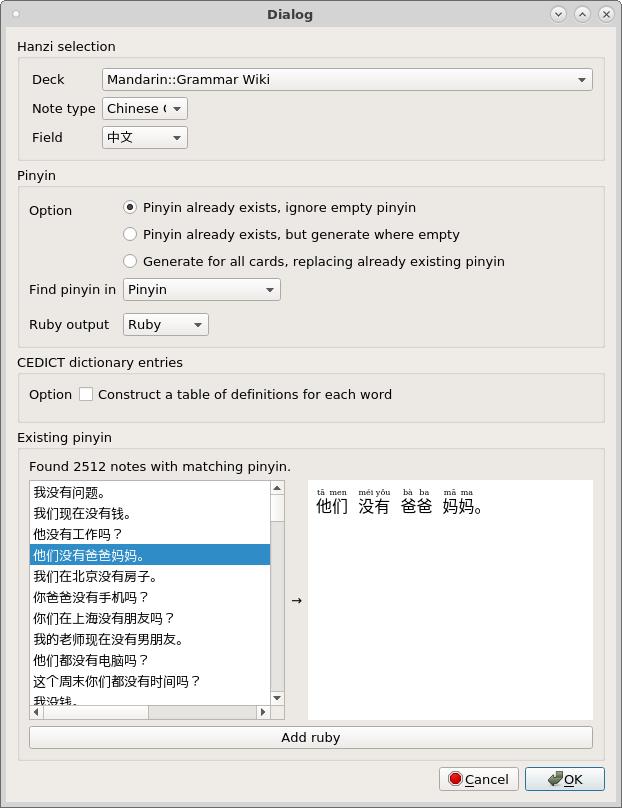 Dialog
Hanzi selection
Deck Mandarin::Grammar Wiki
Note type Chinese (
Field 中文
Pinyin
Option Pinyin already exists, ignore empty pinyin
Pinyin already exists, but generate where empty
Generate for all cards, replacing already existing pinyin
Find pinyin in Pinyin
Ruby output Ruby
CEDICT dictionary entries
Option Construct a table of definitions for each word
Existing pinyin
Found 2512 notes with matching pinyin.
我没有问题。
我们现在没有钱。
他没有工作吗？
他们没有爸爸妈妈。
我们在北京没有房子。
你爸爸没有手机吗？
你们在上海没有朋友吗？
我的老师现在没有男朋友。
他们都没有电脑吗？
这个周末你们都没有时间吗？
我没钱。
→
tā men méi yǒu bà ba mā ma
他们 没有 爸爸 妈妈。
Add ruby
Cancel OK